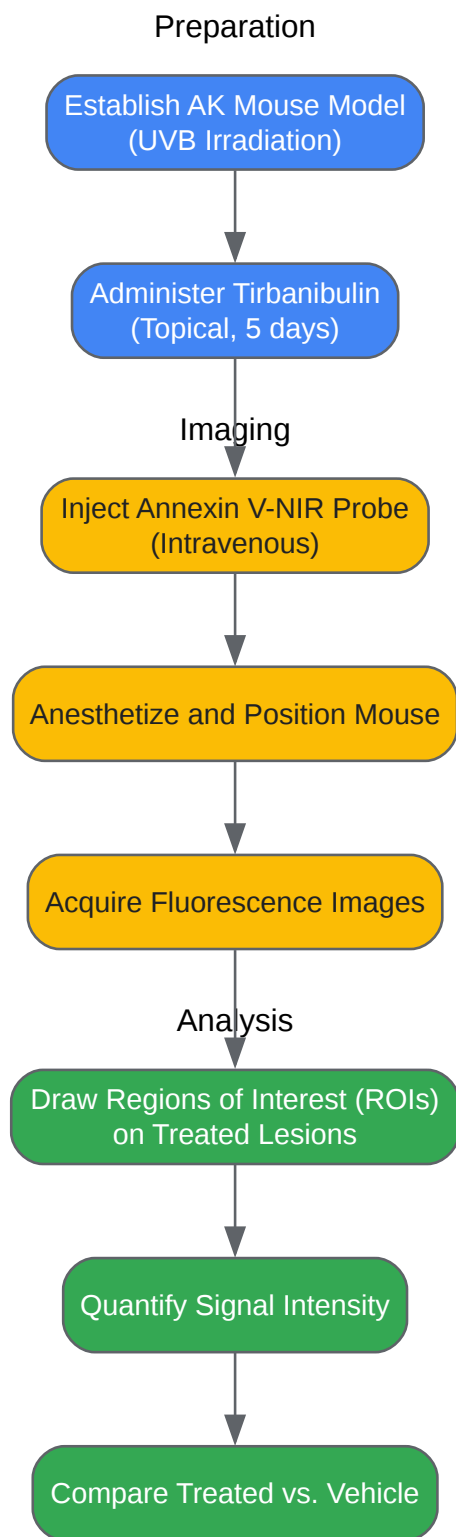 Preparation
Establish AK Mouse Model
(UVB Irradiation)
Administer Tirbanibulin
(Topical, 5 days)
Imaging
Inject Annexin V-NIR Probe
(Intravenous)
Anesthetize and Position Mouse
Acquire Fluorescence Images
Analysis
Draw Regions of Interest (ROIs)
on Treated Lesions
Quantify Signal Intensity
Compare Treated vs. Vehicle